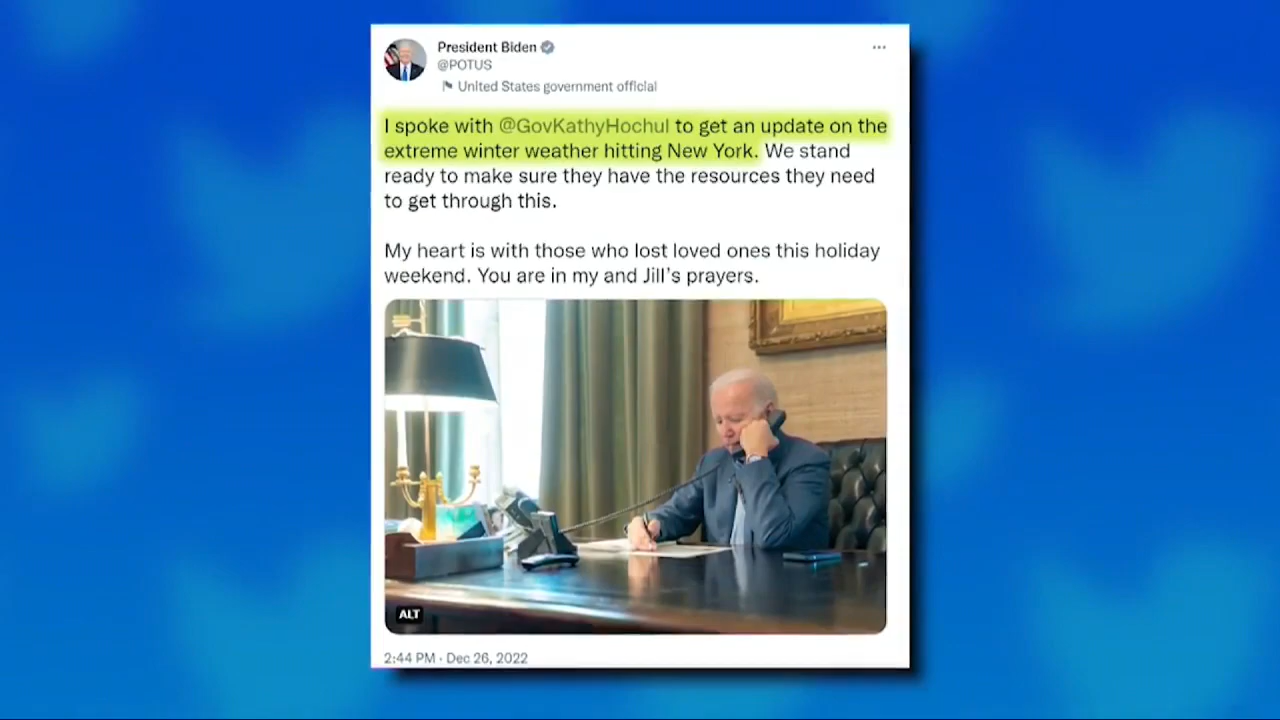 President Biden
@POTUS
United States government official
I spoke with @GovKathyHochul to get an update on the
extreme winter weather hitting New York. We stand
ready to make sure they have the resources they need
to get through this.
My heart is with those who lost loved ones this holiday
weekend. You are in my and Jill's prayers.
ALT
2:44 PM · Dec 26, 2022